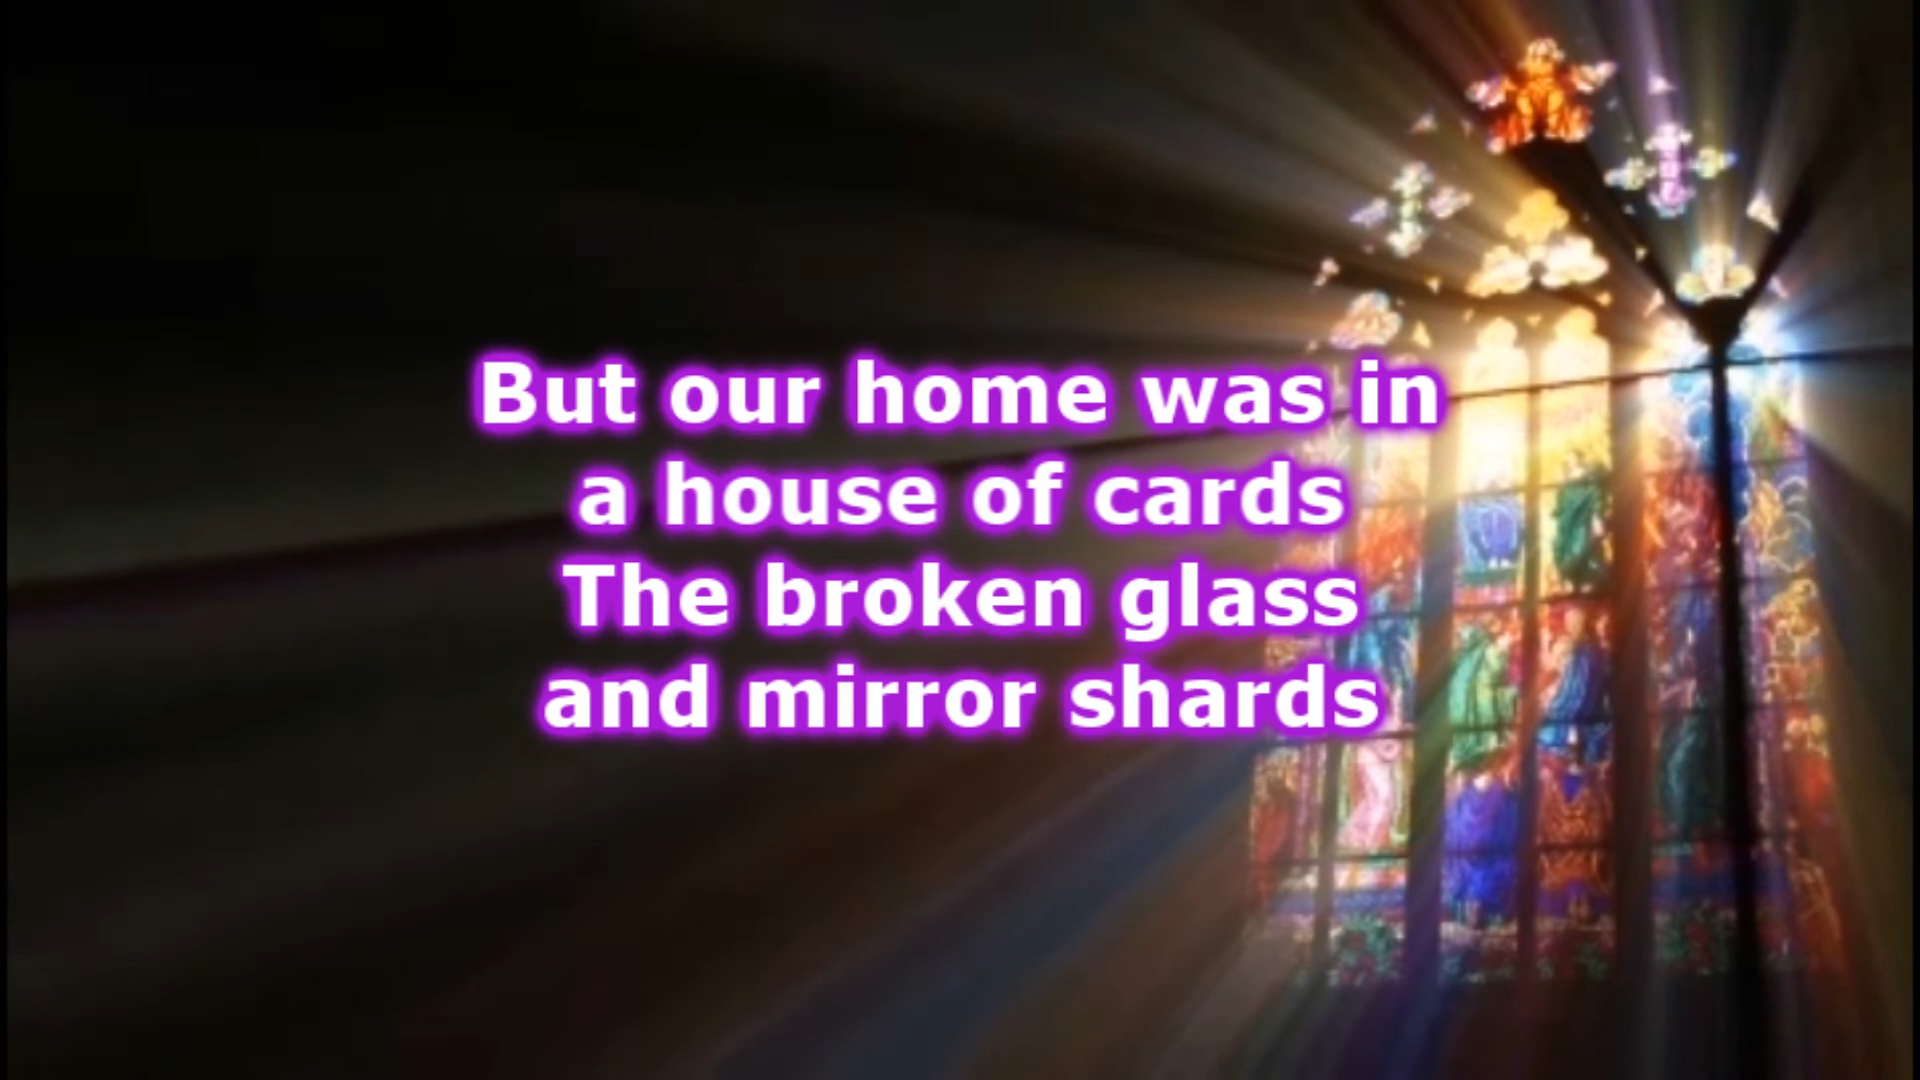 But our home was in
a house of cards
The broken glass
and mirror shards